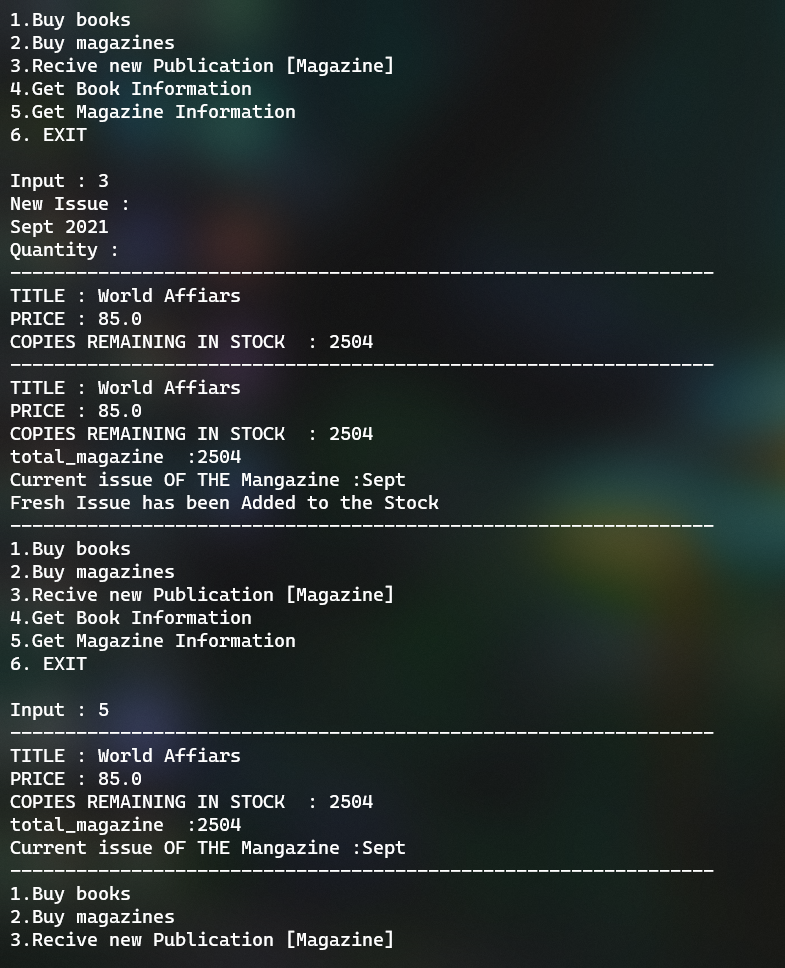 1.Buy books
2.Buy magazines
3.Recive new Publication [Magazine]
4.Get Book Information
5.Get Magazine Information
6. EXIT
Input : 3
New Issue :
Sept 2021
Quantity :
----------------------------------------------------------------
TITLE : World Affiars
PRICE : 85.0
COPIES REMAINING IN STOCK  : 2504
----------------------------------------------------------------
TITLE : World Affiars
PRICE : 85.0
COPIES REMAINING IN STOCK  : 2504
total_magazine  :2504
Current issue OF THE Mangazine :Sept
Fresh Issue has been Added to the Stock
----------------------------------------------------------------
1.Buy books
2.Buy magazines
3.Recive new Publication [Magazine]
4.Get Book Information
5.Get Magazine Information
6. EXIT
Input : 5
----------------------------------------------------------------
TITLE : World Affiars
PRICE : 85.0
COPIES REMAINING IN STOCK  : 2504
total_magazine  :2504
Current issue OF THE Mangazine :Sept
----------------------------------------------------------------
1.Buy books
2.Buy magazines
3.Recive new Publication [Magazine]